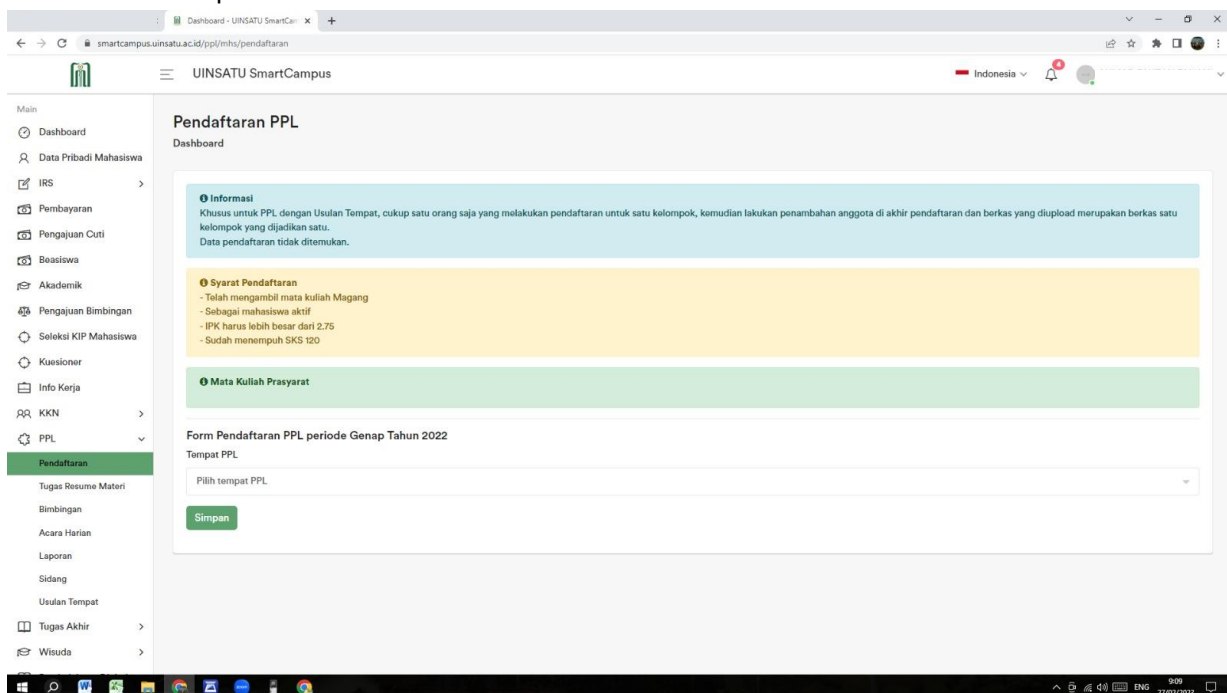 Dashboard - UINSATU SmartCam
smartcampus.uinsatu.ac.id/ppl/mhs/pendaftaran
UINSATU SmartCampus
Indonesia
4
Main
Dashboard
Data Pribadi Mahasiswa
IRS
Pembayaran
Pengajuan Cuti
Beasiswa
Akademik
Pengajuan Bimbingan
Seleksi KIP Mahasiswa
Kuesioner
Info Kerja
KKN
PPL
Pendaftaran
Tugas Resume Materi
Bimbingan
Acara Harian
Laporan
Sidang
Usulan Tempat
Tugas Akhir
Wisuda
Pendaftaran PPL
Dashboard
Informasi
Khusus untuk PPL dengan Usulan Tempat, cukup satu orang saja yang melakukan pendaftaran untuk satu kelompok, kemudian lakukan penambahan anggota di akhir pendaftaran dan berkas yang diupload merupakan berkas satu
kelompok yang dijadikan satu.
Data pendaftaran tidak ditemukan.
Syarat Pendaftaran
- Telah mengambil mata kuliah Magang
- Sebagai mahasiswa aktif
- IPK harus lebih besar dari 2.75
- Sudah menempuh SKS 120
Mata Kuliah Prasyarat
Form Pendaftaran PPL periode Genap Tahun 2022
Tempat PPL
Pilih tempat PPL
Simpan
ENG
9:09